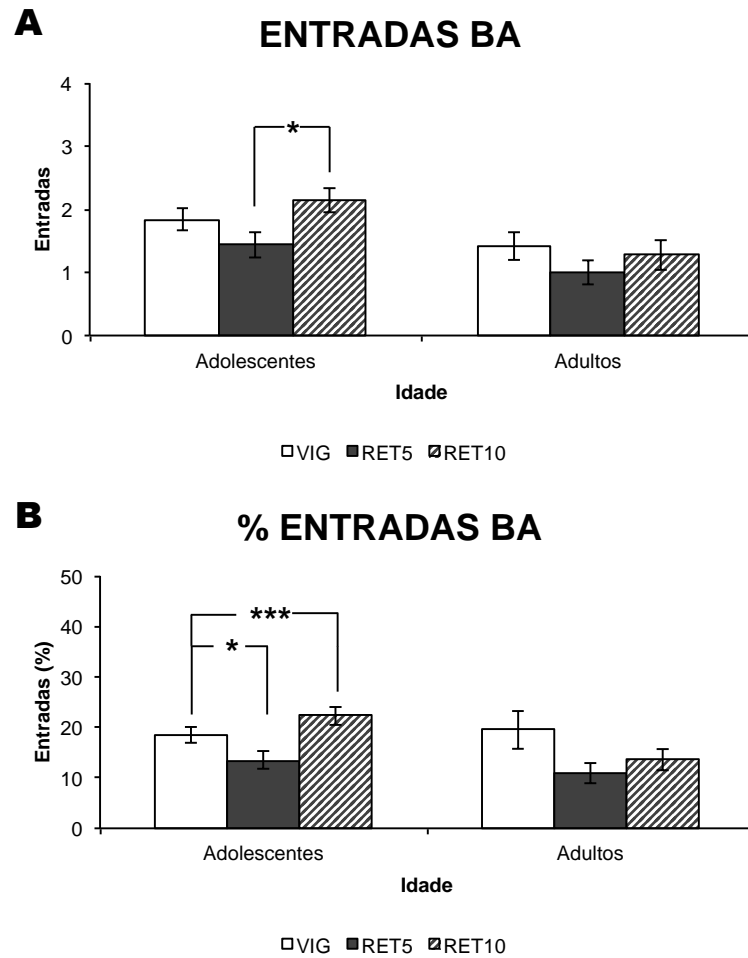 A
ENTRADAS BA
4
3
2
1
0
Entradas
*
Adolescentes
Adultos
Idade
VIG RET5 RET10
B
% ENTRADAS BA
50
40
30
20
10
0
Entradas (%)
***
*
Adolescentes
Adultos
Idade
VIG RET5 RET10